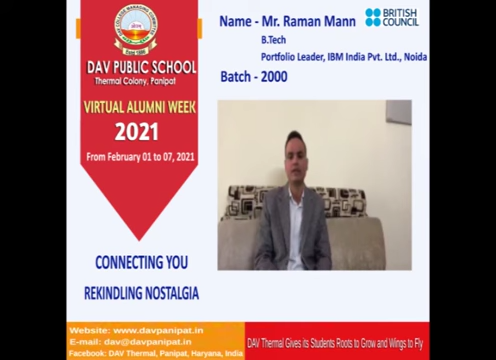 DAV PUBLIC SCHOOL
Thermal Colony, Panipat
VIRTUAL ALUMNI WEEK
2021
From February 01 to 07, 2021
CONNECTING YOU
REKINDLING NOSTALGIA
Name - Mr. Raman Mann
B.Tech
Portfolio Leader, IBM India Pvt. Ltd., Noida
Batch - 2000
BRITISH
COUNCIL
Website: www.davpanipat.in
E-mail: dav@davpanipat.in
Facebook: DAV Thermal, Panipat, Haryana, India
DAV Thermal Gives its Students Roots to Grow and Wings to Fly